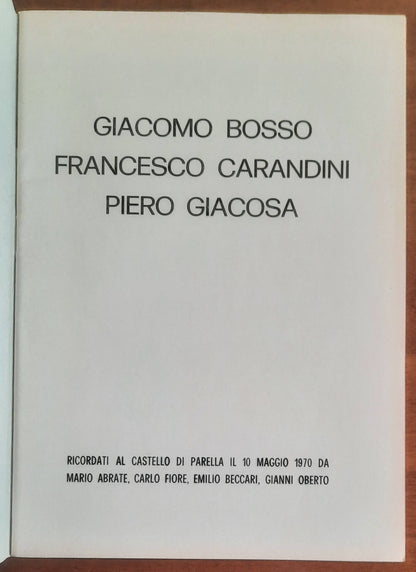 GIACOMO BOSSO
FRANCESCO CARANDINI
PIERO GIACOSA
RICORDATI AL CASTELLO DI PARELLA IL 10 MAGGIO 1970 DA
MARIO ABRATE, CARLO FIORE, EMILIO BECCARI, GIANNI OBERTO